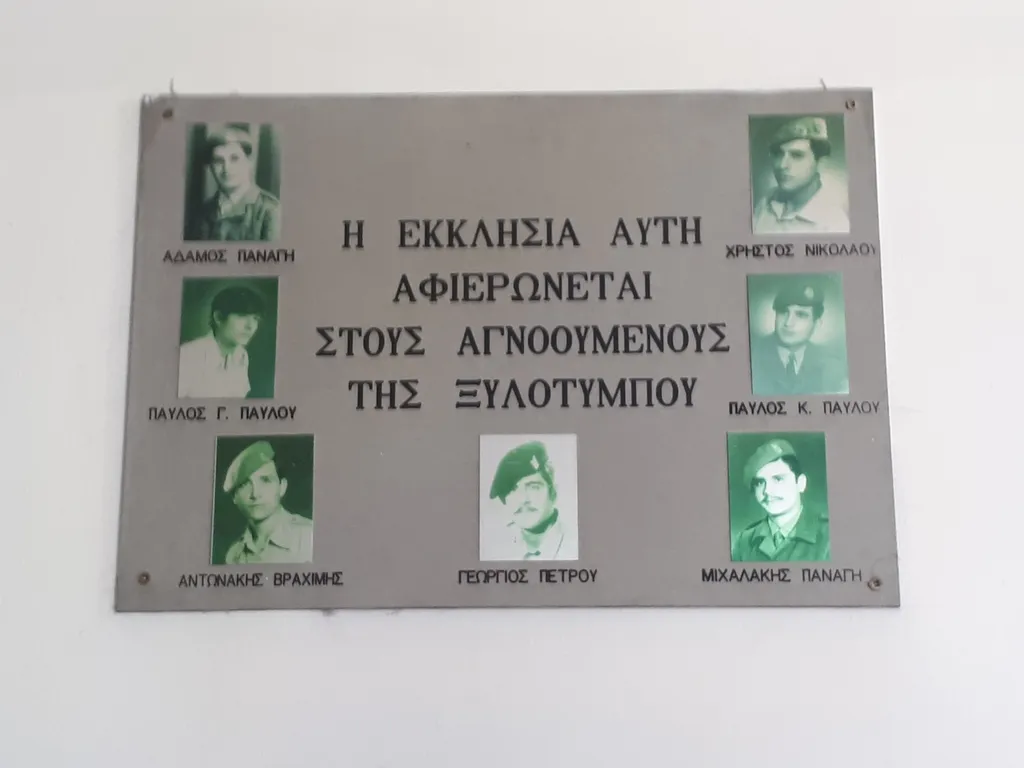 Η ΕΚΚΛΗΣΙΑ ΑΥΤΗ
ΑΦΙΕΡΩΝΕΤΑΙ
ΣΤΟΥΣ ΑΓΝΟΟΥΜΕΝΟΥΣ
ΤΗΣ ΞΥΛΟΤΥΜΠΟΥ
ΑΔΑΜΟΣ ΠΑΝΑΓΗ
ΧΡΗΣΤΟΣ ΝΙΚΟΛΑΟΥ
ΠΑΥΛΟΣ Γ. ΠΑΥΛΟΥ
ΠΑΥΛΟΣ Κ. ΠΑΥΛΟΥ
ΑΝΤΩΝΑΚΗΣ ΒΡΑΧΙΜΗΣ
ΓΕΩΡΓΙΟΣ ΠΕΤΡΟΥ
ΜΙΧΑΛΑΚΗΣ ΠΑΝΑΓΗ